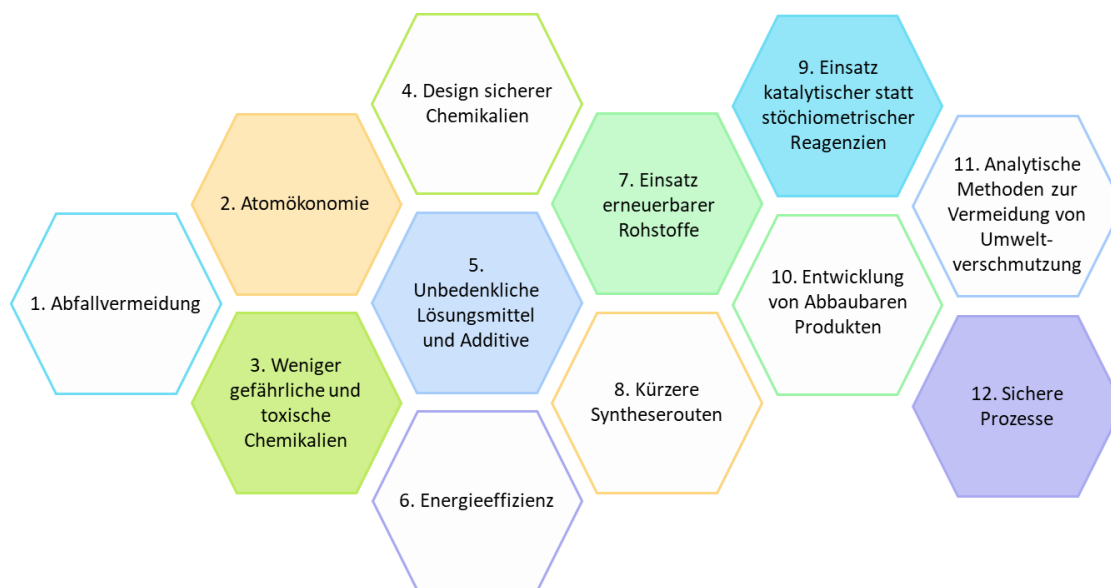 1. Abfallvermeidung
2. Atomökonomie
3. Weniger
gefährliche und
toxische
Chemikalien
4. Design sicherer
Chemikalien
5.
Unbedenkliche
Lösungsmittel
und Additive
6. Energieeffizienz
7. Einsatz
erneuerbarer
Rohstoffe
8. Kürzere
Syntheserouten
9. Einsatz
katalytischer statt
stöchiometrischer
Reagenzien
10. Entwicklung
von Abbaubaren
Produkten
11. Analytische
Methoden zur
Vermeidung von
Umwelt-
verschmutzung
12. Sichere
Prozesse